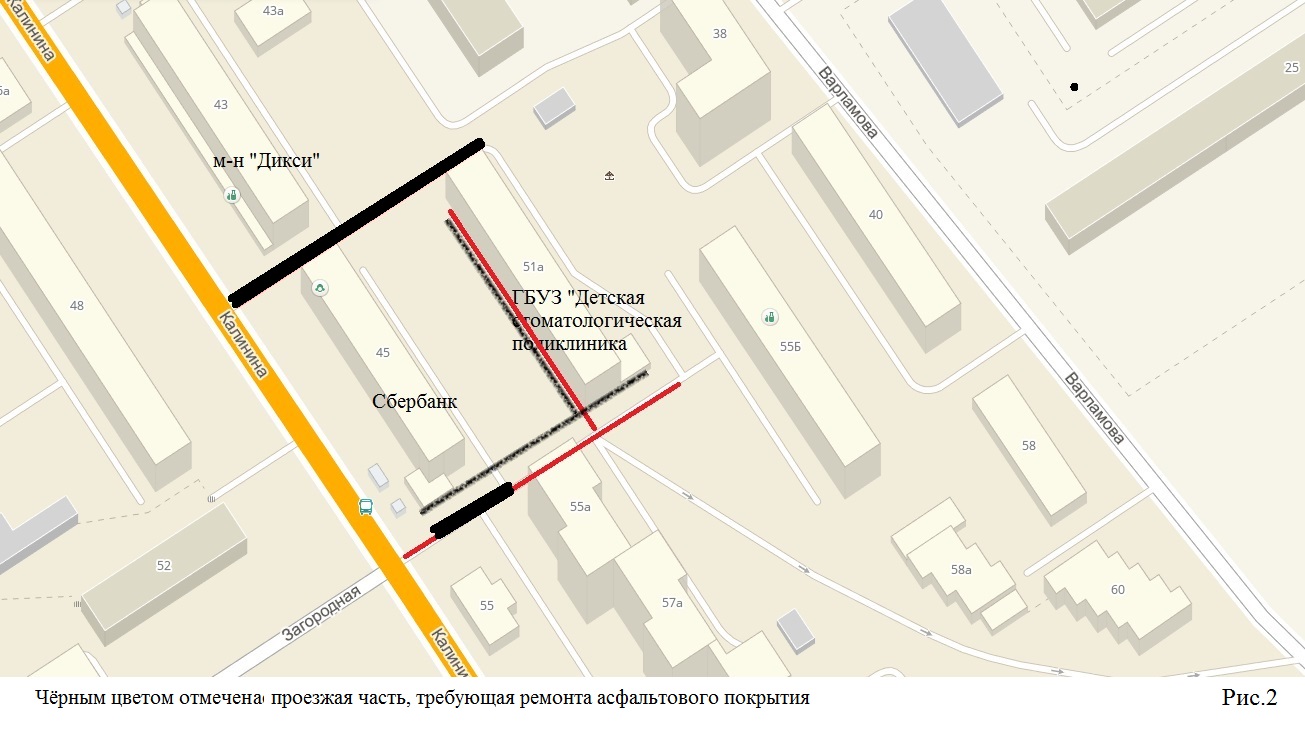 Калинина
43а
38
Варламова
25
5а
43
м-н "Дикси"
40
51а
48
ГБУЗ "Детская
стоматологическая
поликлиника
Калинина
45
55Б
Варламова
Сбербанк
58
55а
52
58а
60
55
57а
Загородная
Калини
Чёрным цветом отмечена проезжая часть, требующая ремонта асфальтового покрытия
Рис.2